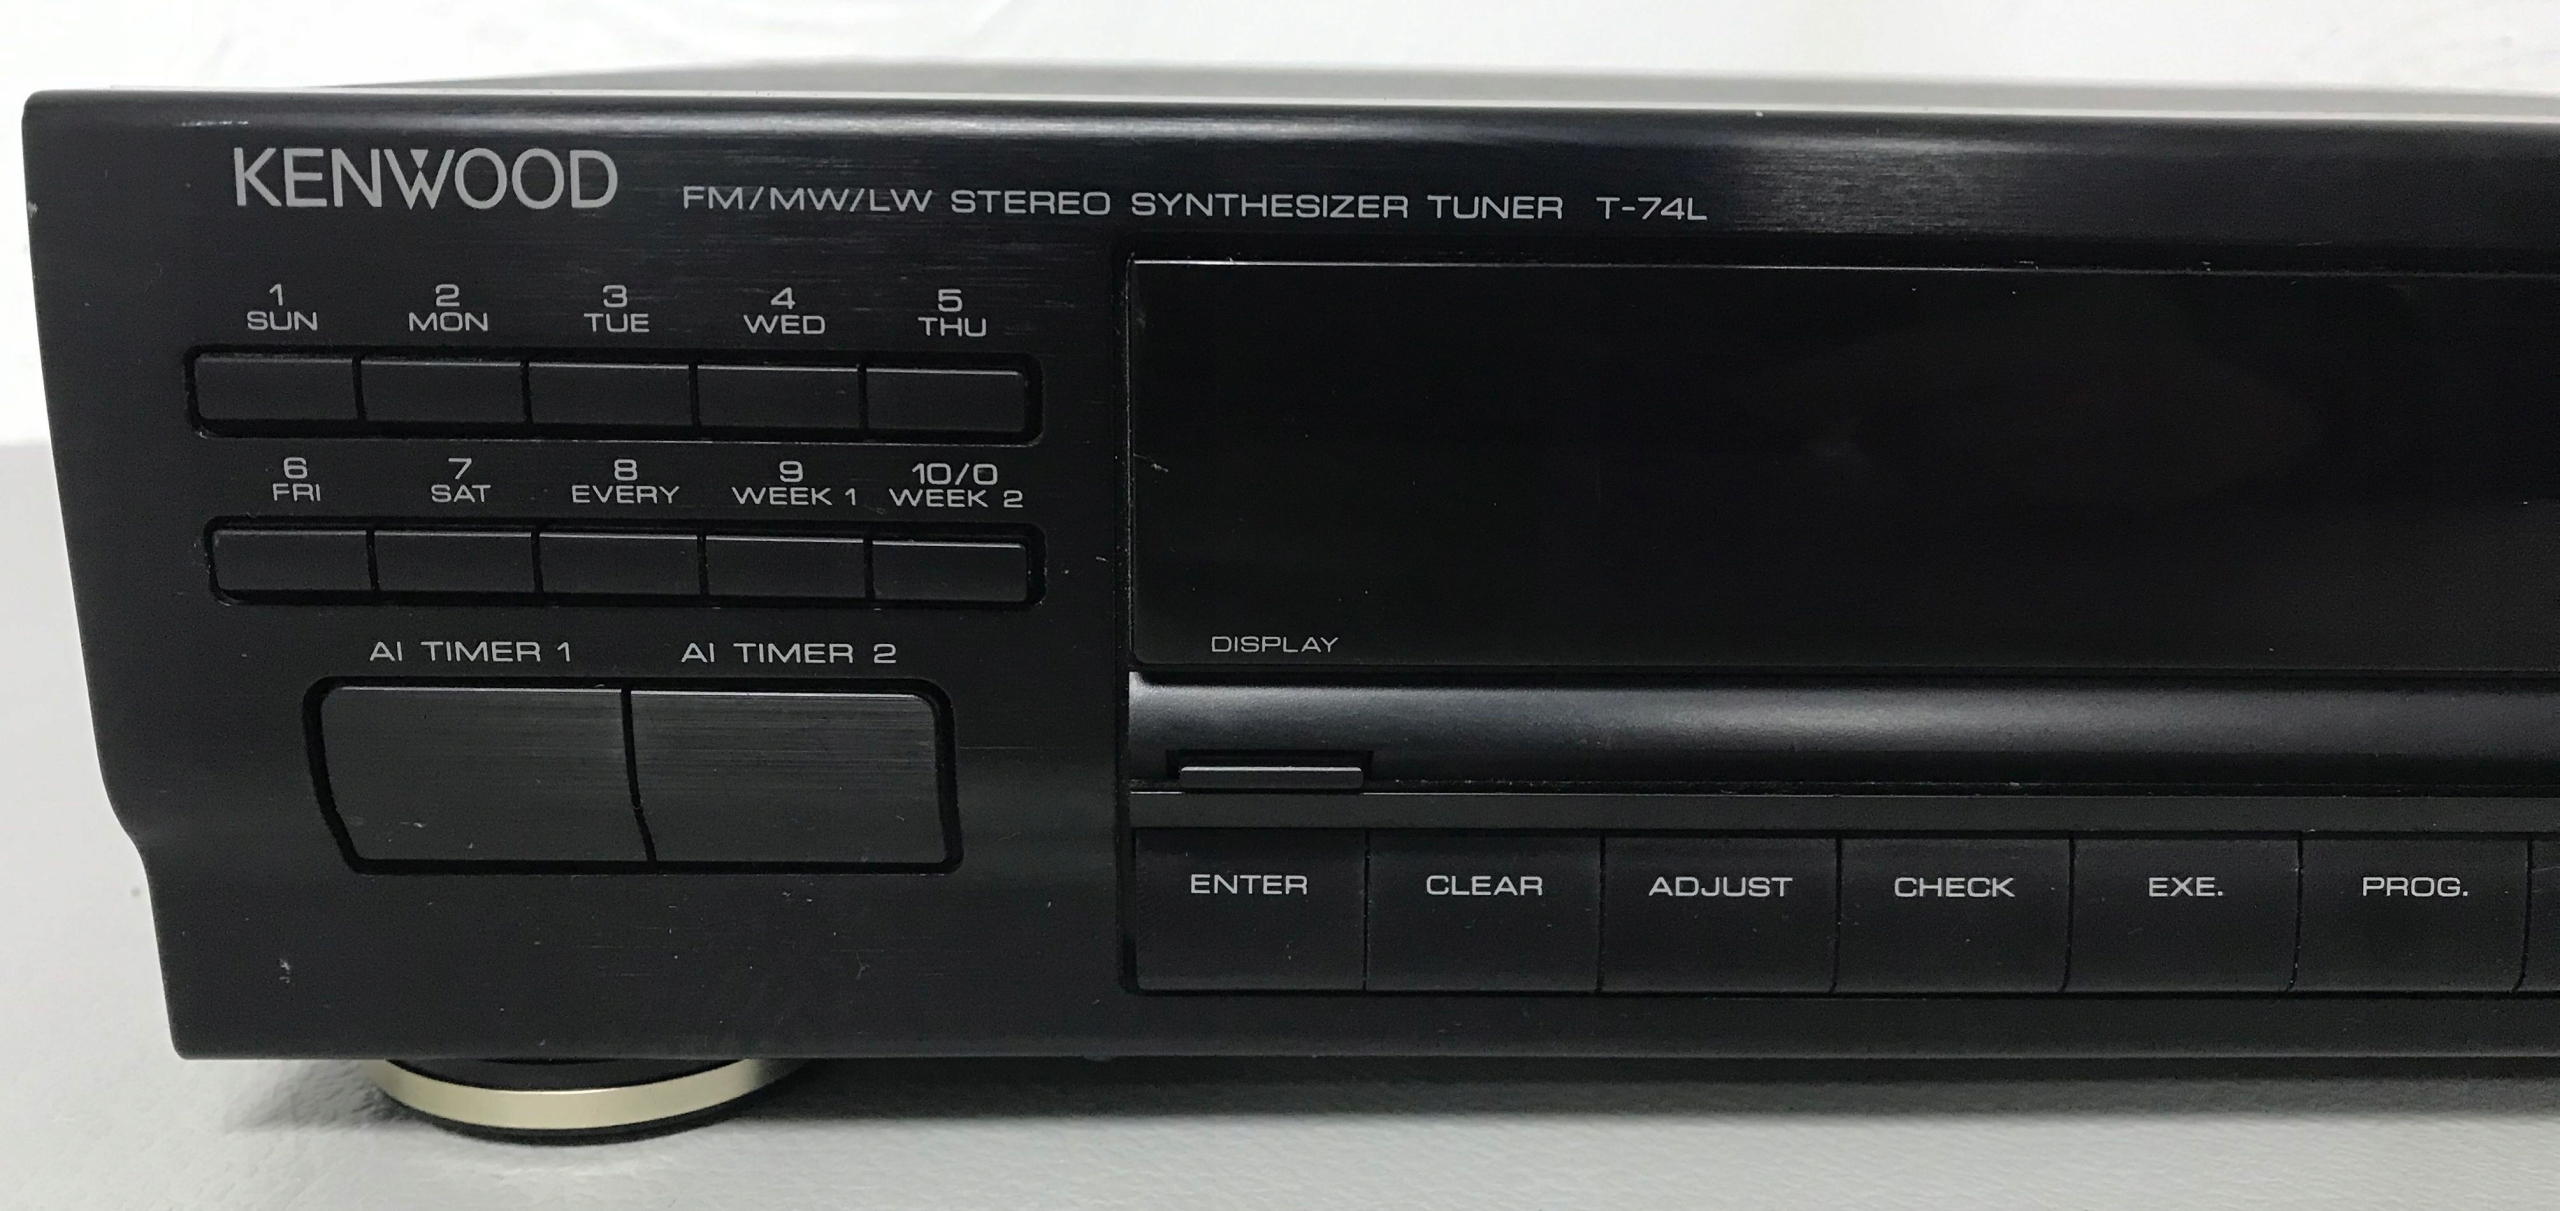 KENWOOD FM/MW/LW STEREO SYNTHESIZER TUNER T-74L
1 2 3 4 5
SUN MON TUE WED THU
6 7 8 9 10/0
FRI SAT EVERY WEEK 1 WEEK 2
AI TIMER 1 AI TIMER 2
DISPLAY
ENTER CLEAR ADJUST CHECK EXE. PROG.